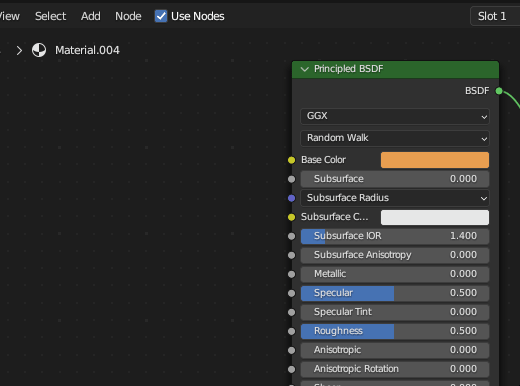 Select Add Node Use Nodes Slot 1
Material.004
Principled BSDF
BSDF
GGX
Random Walk
Base Color
Subsurface 0.000
Subsurface Radius
Subsurface C...
Subsurface IOR 1.400
Subsurface Anisotropy 0.000
Metallic 0.000
Specular 0.500
Specular Tint 0.000
Roughness 0.500
Anisotropic 0.000
Anisotropic Rotation 0.000